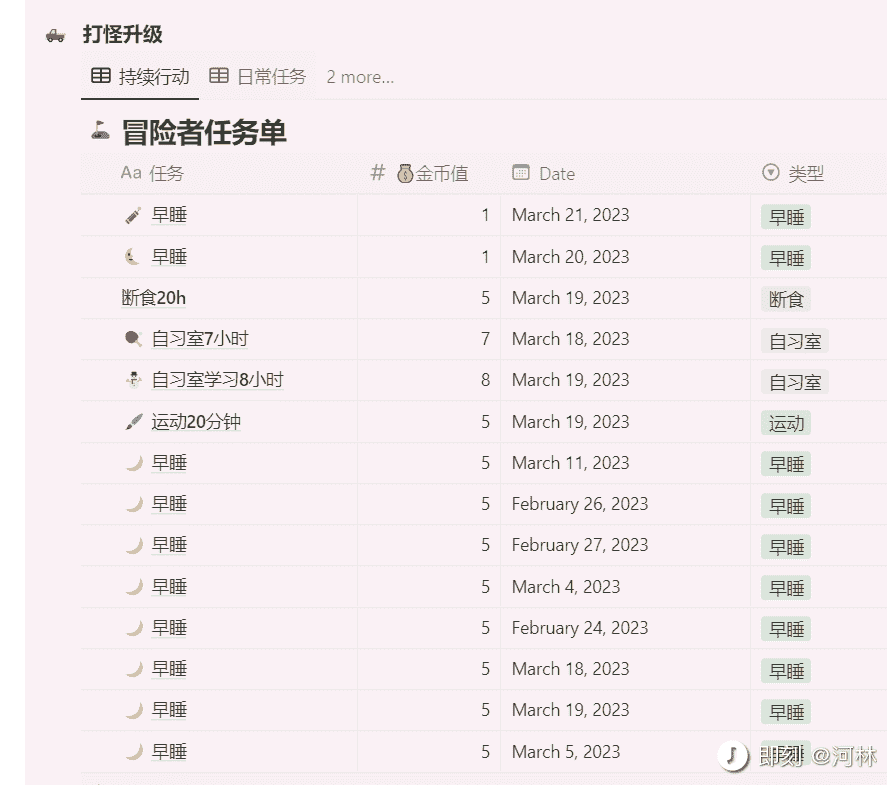 打怪升级
持续行动 日常任务 2 more...
冒险者任务单
Aa 任务 # 金币值 Date 类型
早睡 1 March 21, 2023 早睡
早睡 1 March 20, 2023 早睡
断食20h 5 March 19, 2023 断食
自习室7小时 7 March 18, 2023 自习室
自习室学习8小时 8 March 19, 2023 自习室
运动20分钟 5 March 19, 2023 运动
早睡 5 March 11, 2023 早睡
早睡 5 February 26, 2023 早睡
早睡 5 February 27, 2023 早睡
早睡 5 March 4, 2023 早睡
早睡 5 February 24, 2023 早睡
早睡 5 March 18, 2023 早睡
早睡 5 March 19, 2023 早睡
早睡 5 March 5, 2023
即刻 @河林